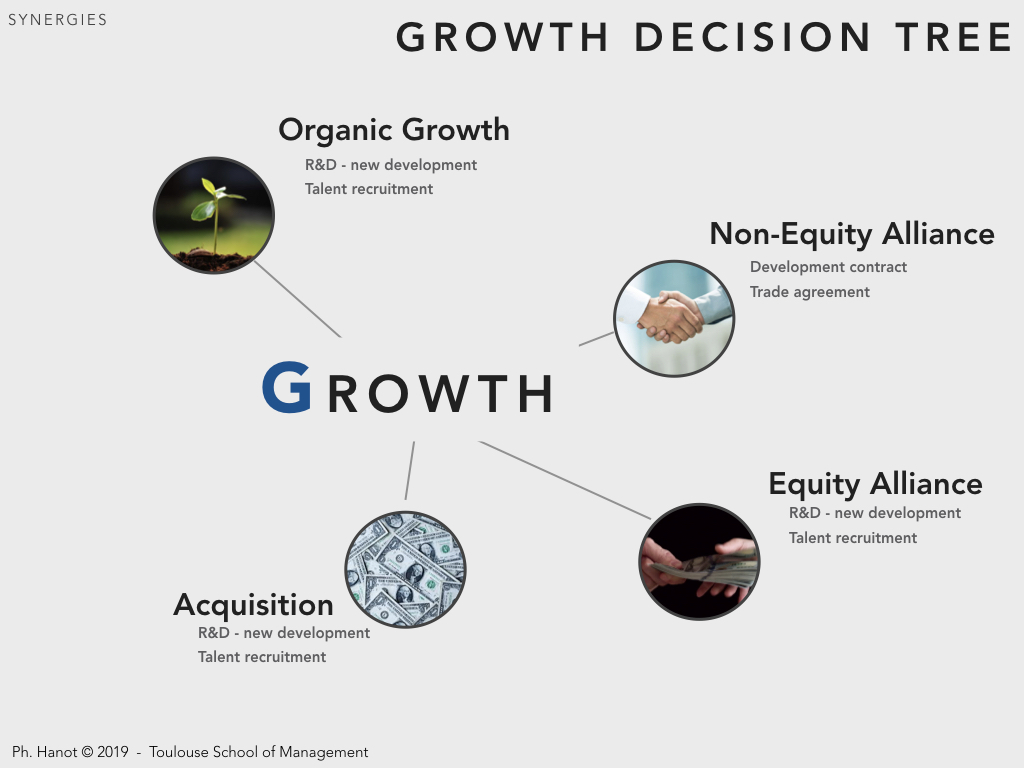 SYNERGIES
GROWTH DECISION TREE
Organic Growth
R&D - new development
Talent recruitment
Non-Equity Alliance
Development contract
Trade agreement
GROWTH
Equity Alliance
R&D - new development
Talent recruitment
Acquisition
R&D - new development
Talent recruitment
Ph. Hanot © 2019 - Toulouse School of Management